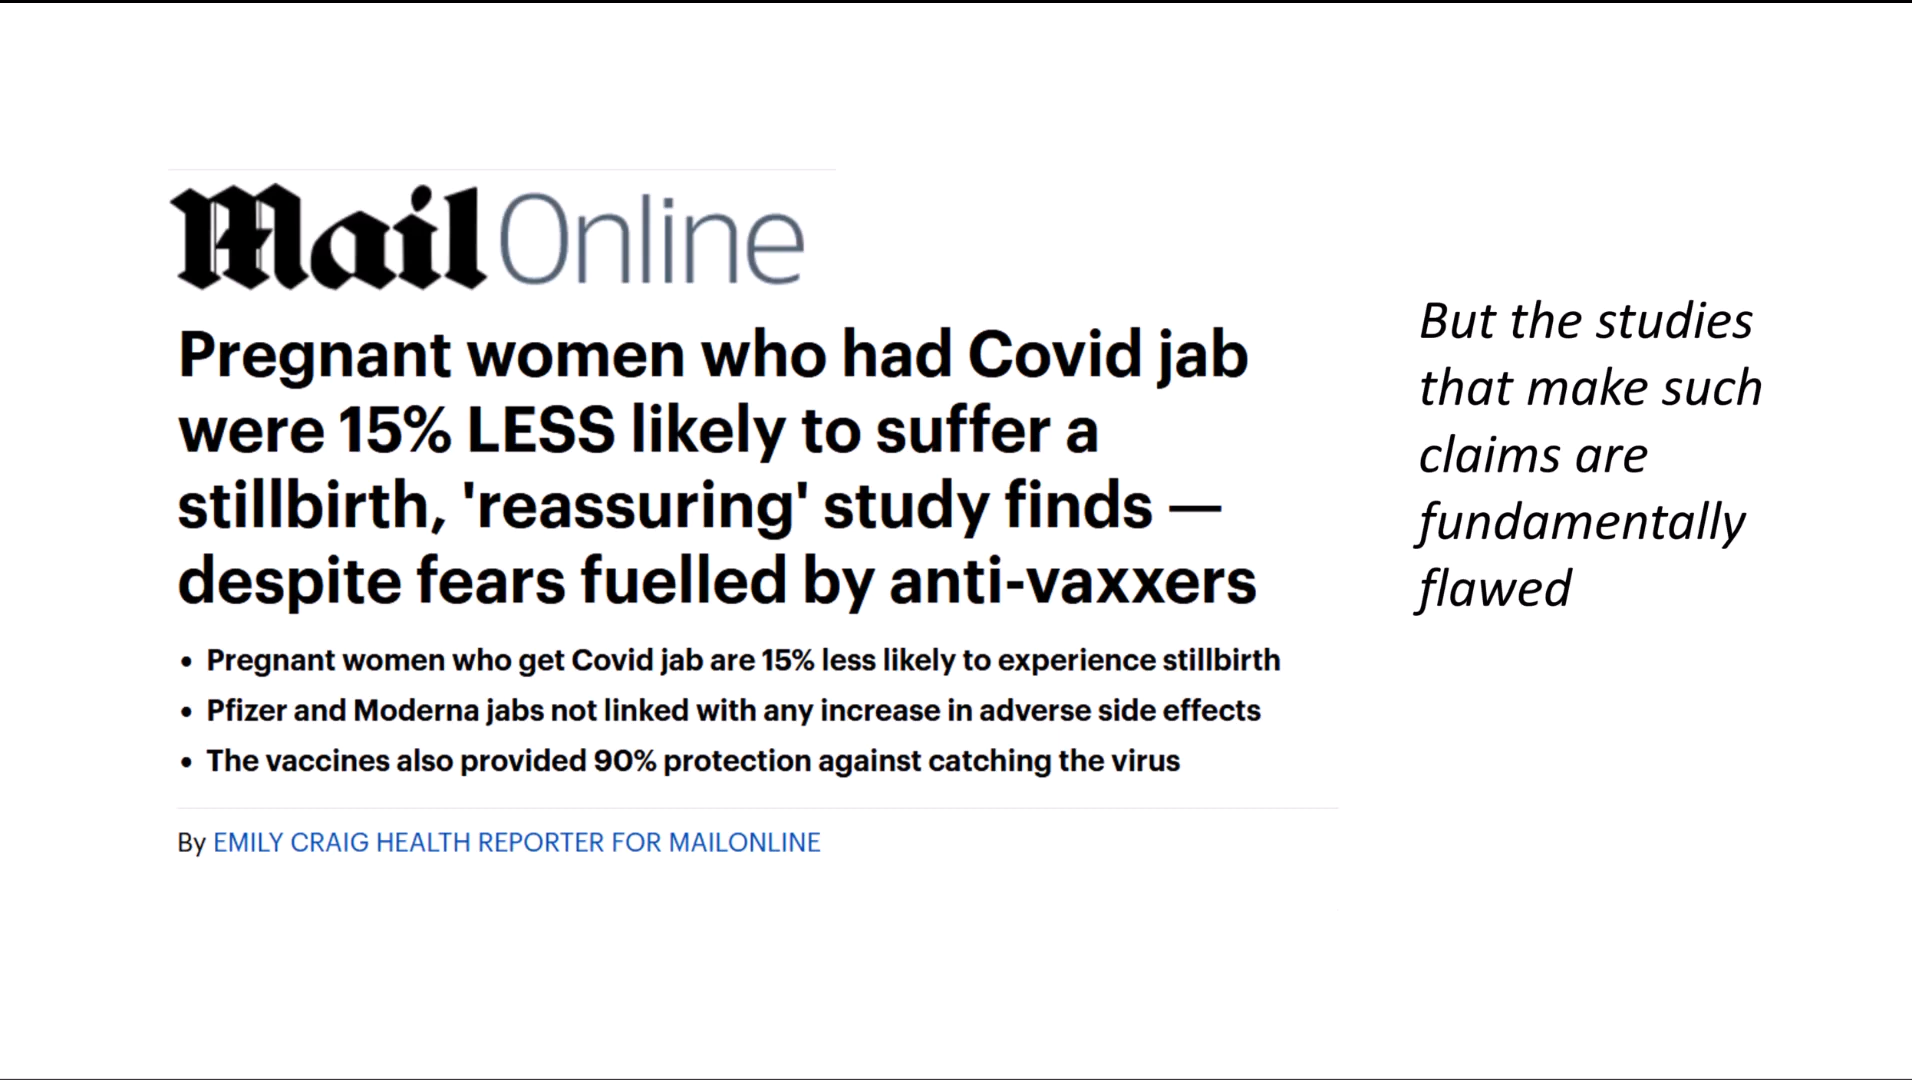 Mail Online
Pregnant women who had Covid jab
were 15% LESS likely to suffer a
stillbirth, 'reassuring' study finds —
despite fears fuelled by anti-vaxxers
• Pregnant women who get Covid jab are 15% less likely to experience stillbirth
• Pfizer and Moderna jabs not linked with any increase in adverse side effects
• The vaccines also provided 90% protection against catching the virus
By EMILY CRAIG HEALTH REPORTER FOR MAILONLINE
But the studies
that make such
claims are
fundamentally
flawed